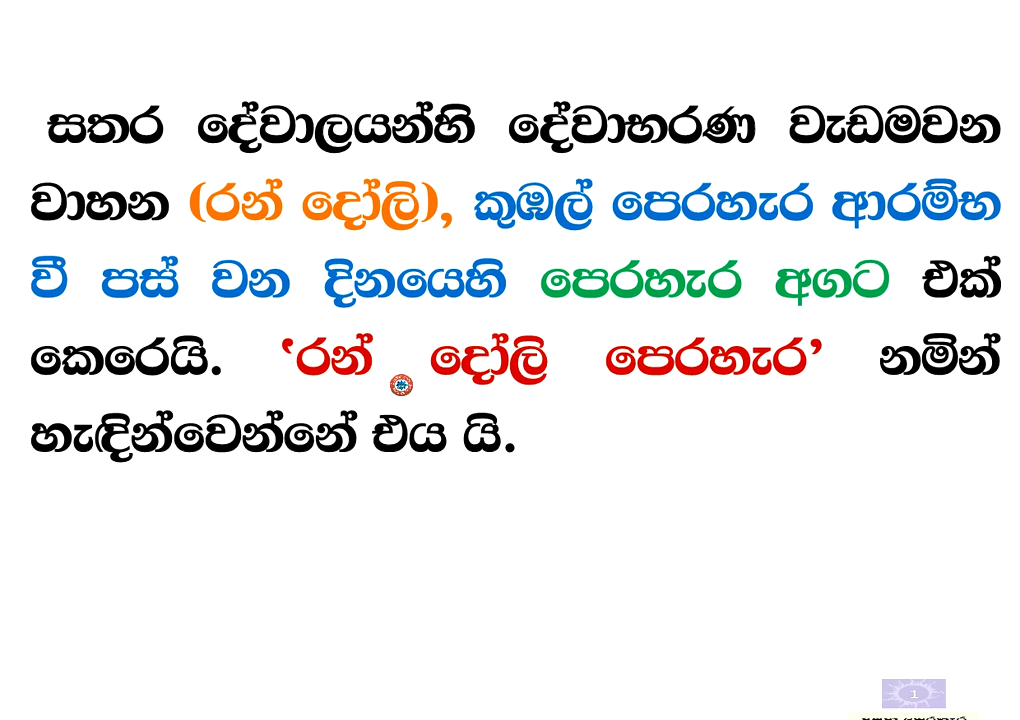 සතර දේවාලයන්හි දේවාභරණ වැඩමවන
වාහන (රන් දෝලි), කුඹල් පෙරහැර ආරම්භ
වී පස් වන දිනයෙහි පෙරහැර අගට එක්
කෙරෙයි. ‛රන් දෝලි පෙරහැර’ නමින්
හැඳින්වෙන්නේ එය යි.
1